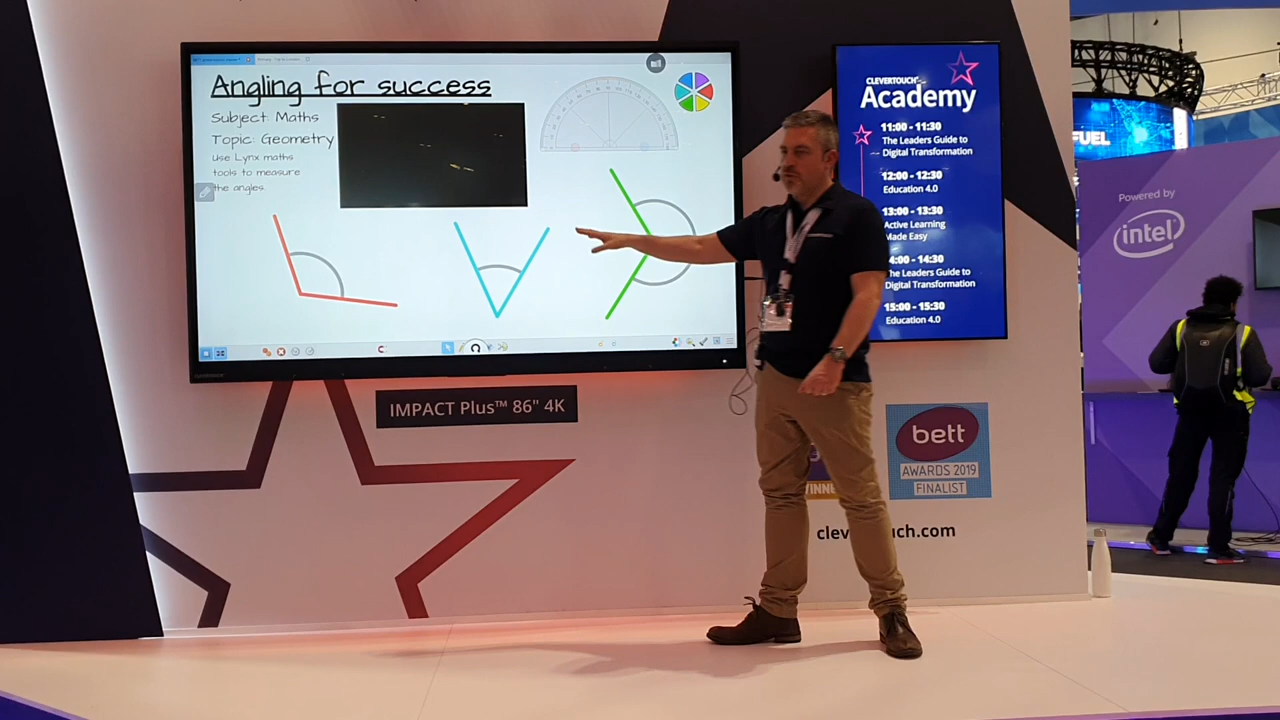 Angling for success
Subject: Maths
Topic: Geometry
Use Lynx maths
tools to measure
the angles.
IMPACT Plus™ 86" 4K
CLEVERTOUCH
Academy
11:00 - 11:30
The Leaders Guide to
Digital Transformation
12:00 - 12:30
Education 4.0
13:00 - 13:30
Active Learning
Made Easy
4:00 - 14:30
The Leaders Guide to
Digital Transformation
15:00 - 15:30
Education 4.0
bett
AWARDS 2019
FINALIST
WINNE
clev ouch.com
FUEL
Powered by
intel